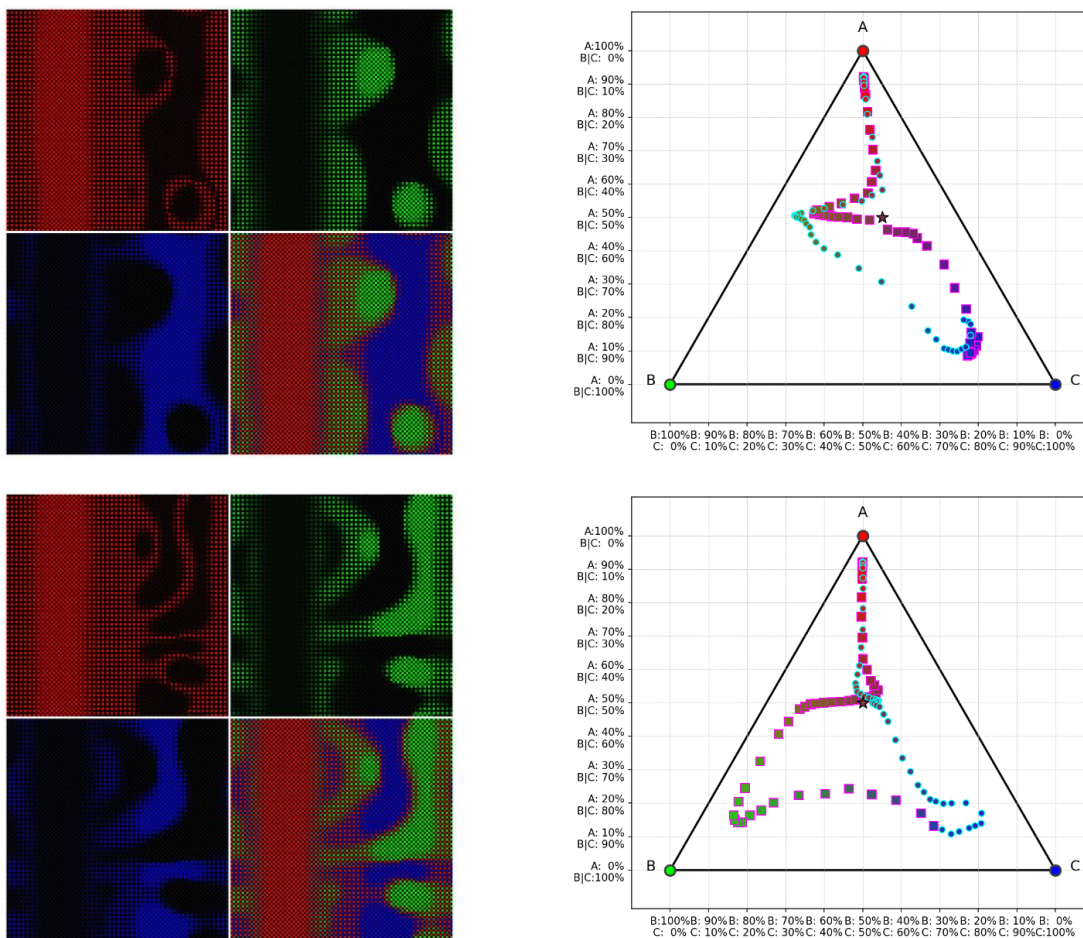 A
A:100%
B|C: 0%
A: 90%
B|C: 10%
A: 80%
B|C: 20%
A: 70%
B|C: 30%
A: 60%
B|C: 40%
A: 50%
B|C: 50%
A: 40%
B|C: 60%
A: 30%
B|C: 70%
A: 20%
B|C: 80%
A: 10%
B|C: 90%
A: 0%
B|C:100%
B
C
B:100% B: 90% B: 80% B: 70% B: 60% B: 50% B: 40% B: 30% B: 20% B: 10% B: 0%
C: 0% C: 10% C: 20% C: 30% C: 40% C: 50% C: 60% C: 70% C: 80% C: 90% C:100%
A
A:100%
B|C: 0%
A: 90%
B|C: 10%
A: 80%
B|C: 20%
A: 70%
B|C: 30%
A: 60%
B|C: 40%
A: 50%
B|C: 50%
A: 40%
B|C: 60%
A: 30%
B|C: 70%
A: 20%
B|C: 80%
A: 10%
B|C: 90%
A: 0%
B|C:100%
B
C
B:100% B: 90% B: 80% B: 70% B: 60% B: 50% B: 40% B: 30% B: 20% B: 10% B: 0%
C: 0% C: 10% C: 20% C: 30% C: 40% C: 50% C: 60% C: 70% C: 80% C: 90% C:100%